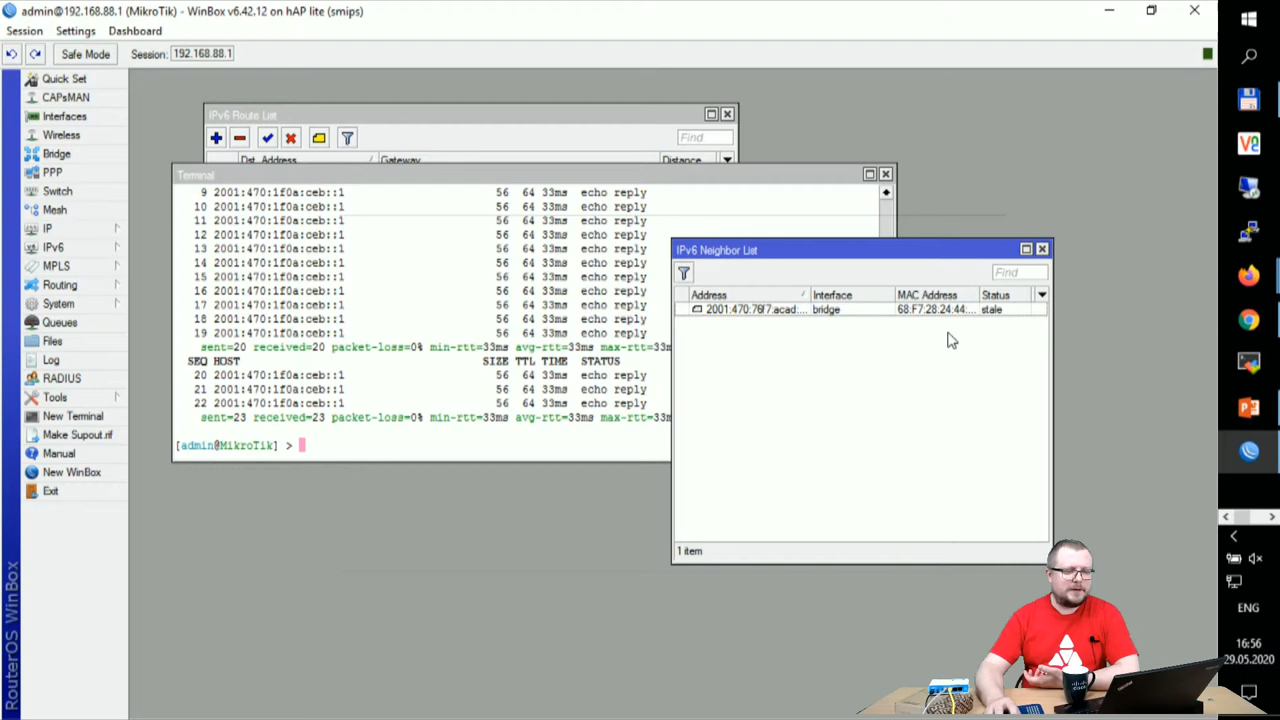 admin@192.168.88.1 (MikroTik) - WinBox v6.42.12 on hAP lite (smips)
Session Settings Dashboard
Safe Mode Session: 192.168.88.1
Quick Set
CAPsMAN
Interfaces
Wireless
Bridge
PPP
Switch
Mesh
IP
IPv6
MPLS
Routing
System
Queues
Files
Log
RADIUS
Tools
New Terminal
Make Supout.rif
Manual
New WinBox
Exit
RouterOS WinBox
IPv6 Route List
Find
Dst. Address Gateway Distance
Terminal
9 2001:470:1f0a:ceb::1 56 64 33ms echo reply
10 2001:470:1f0a:ceb::1 56 64 33ms echo reply
11 2001:470:1f0a:ceb::1 56 64 33ms echo reply
12 2001:470:1f0a:ceb::1 56 64 33ms echo reply
13 2001:470:1f0a:ceb::1 56 64 33ms echo reply
14 2001:470:1f0a:ceb::1 56 64 33ms echo reply
15 2001:470:1f0a:ceb::1 56 64 33ms echo reply
16 2001:470:1f0a:ceb::1 56 64 33ms echo reply
17 2001:470:1f0a:ceb::1 56 64 33ms echo reply
18 2001:470:1f0a:ceb::1 56 64 33ms echo reply
19 2001:470:1f0a:ceb::1 56 64 33ms echo reply
sent=20 received=20 packet-loss=0% min-rtt=33ms avg-rtt=33ms max-rtt=33m
SEQ HOST SIZE TTL TIME STATUS
20 2001:470:1f0a:ceb::1 56 64 33ms echo reply
21 2001:470:1f0a:ceb::1 56 64 33ms echo reply
22 2001:470:1f0a:ceb::1 56 64 33ms echo reply
sent=23 received=23 packet-loss=0% min-rtt=33ms avg-rtt=33ms max-rtt=33m
[admin@MikroTik] >
IPv6 Neighbor List
Find
Address Interface MAC Address Status
2001:470:76f7:acad:... bridge 68:F7:28:24:44:... stale
1 item
ENG
16:56
29.05.2020